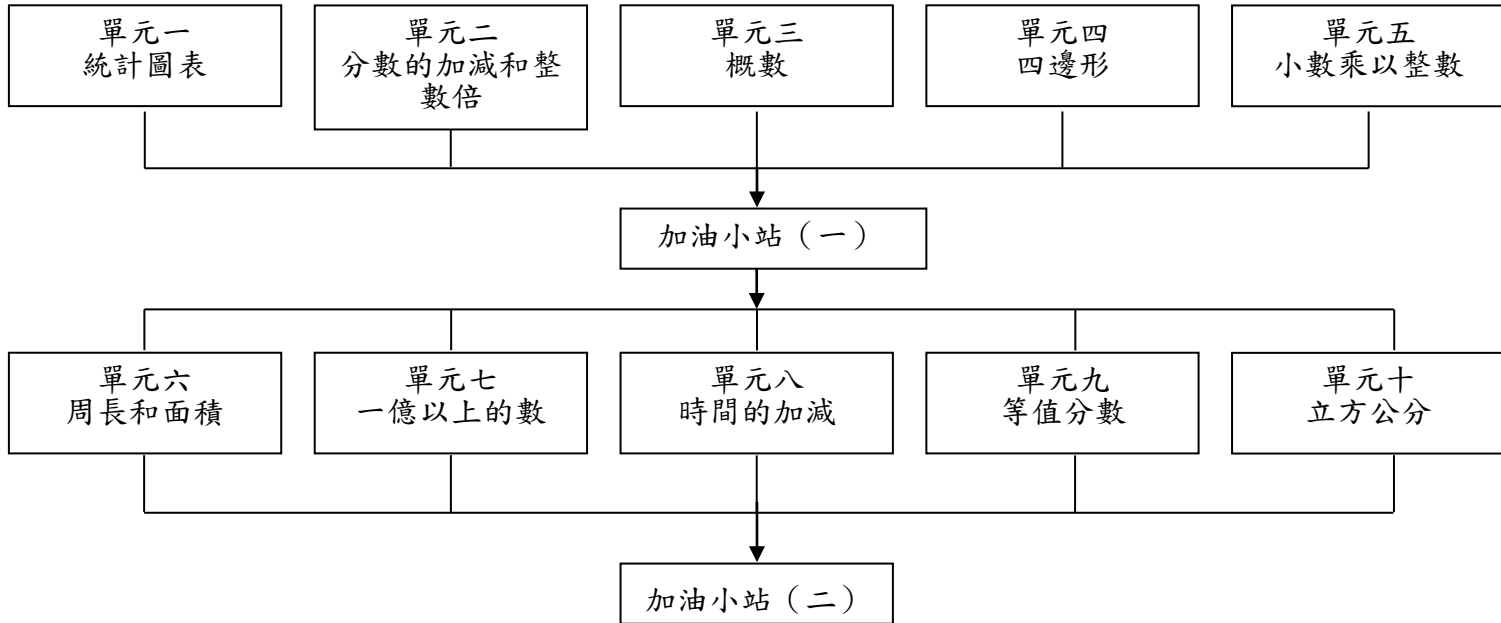 單元一
統計圖表
單元二
分數的加減和整
數倍
單元三
概數
單元四
四邊形
單元五
小數乘以整數
加油小站（一）
單元六
周長和面積
單元七
一億以上的數
單元八
時間的加減
單元九
等值分數
單元十
立方公分
加油小站（二）